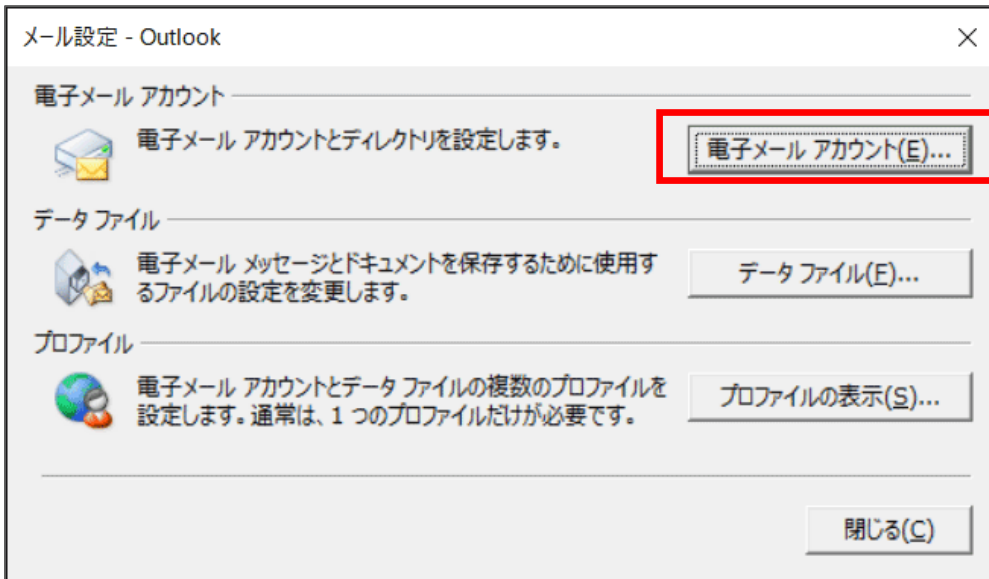 メール設定 - Outlook
電子メール アカウント
電子メール アカウントとディレクトリを設定します。
電子メール アカウント(E)...
データ ファイル
電子メール メッセージとドキュメントを保存するために使用す
るファイルの設定を変更します。
データ ファイル(F)...
プロファイル
電子メール アカウントとデータ ファイルの複数のプロファイルを
設定します。通常は、1 つのプロファイルだけが必要です。
プロファイルの表示(S)...
閉じる(C)